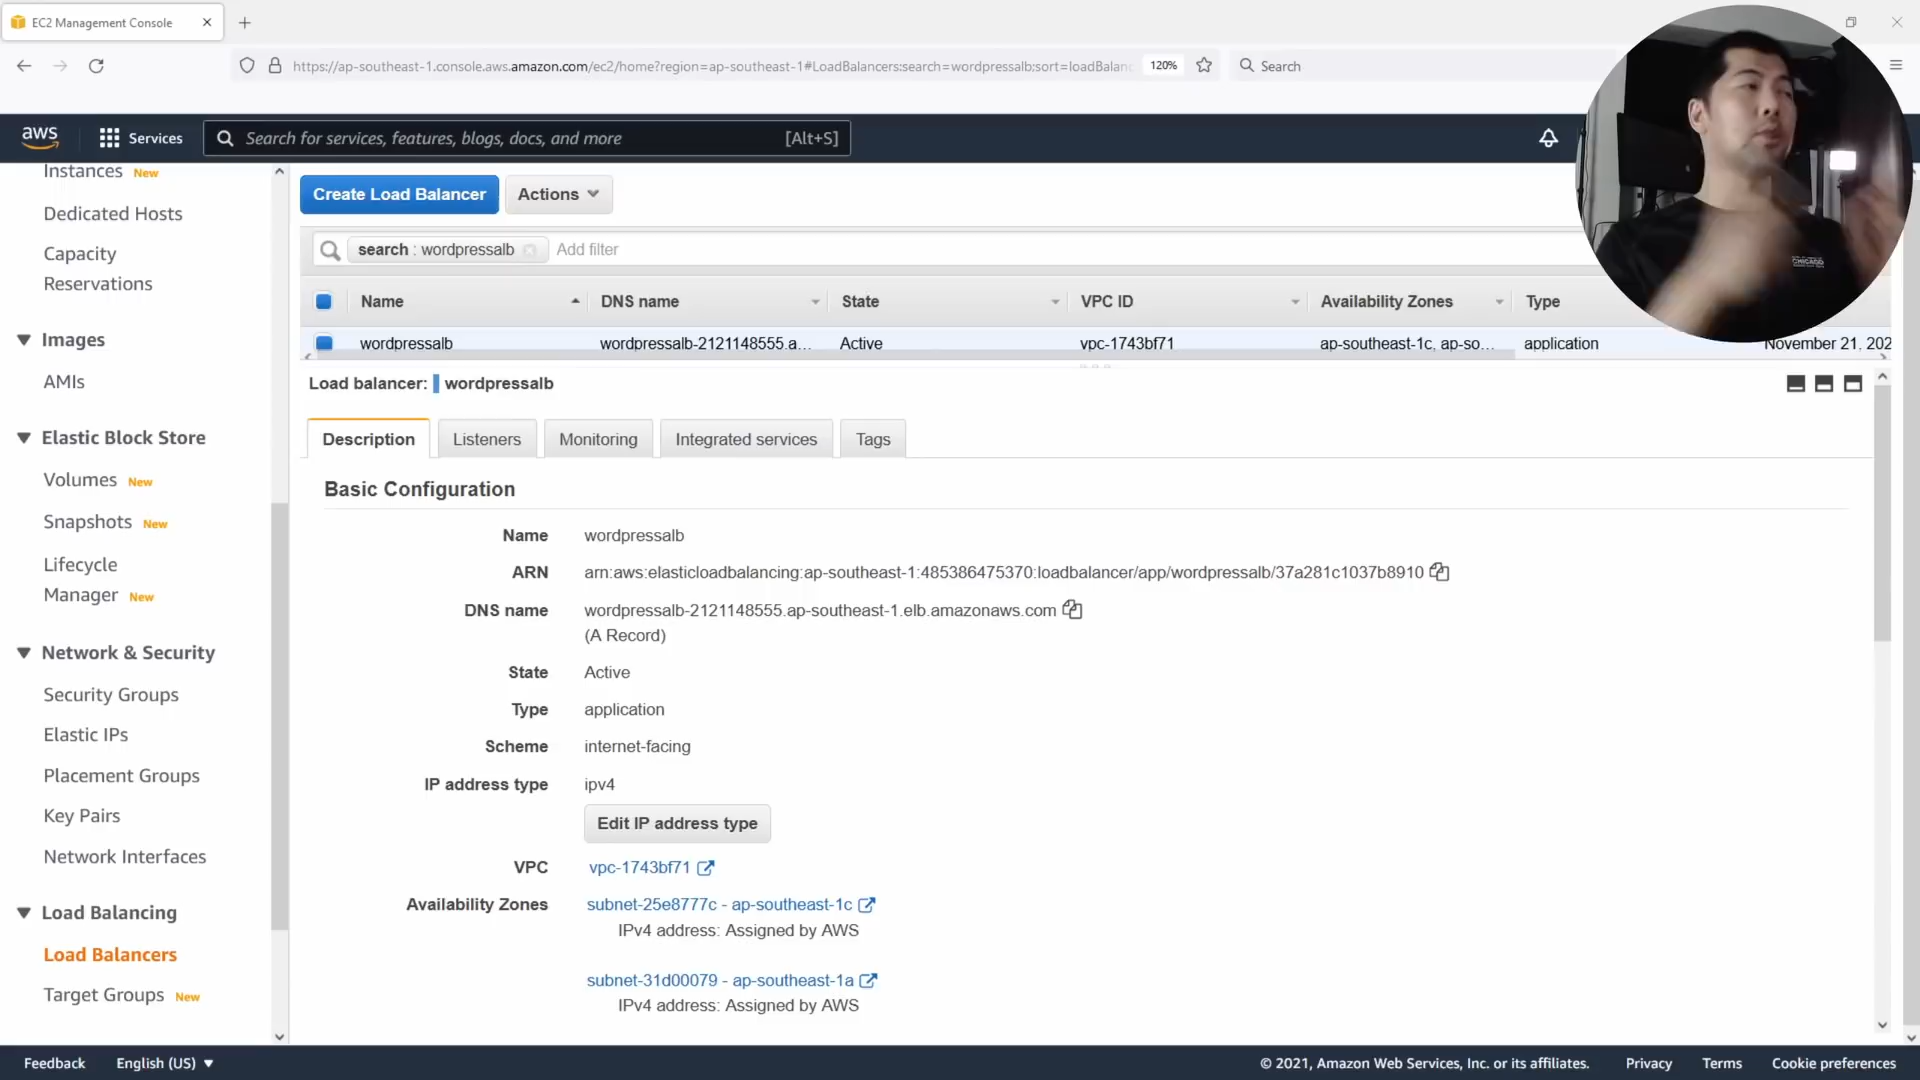 EC2 Management Console
https://ap-southeast-1.console.aws.amazon.com/ec2/home?region=ap-southeast-1#LoadBalancers:search=wordpressalb;sort=loadBalanc
120%
Search
aws
Services
Search for services, features, blogs, docs, and more
[Alt+S]
Instances New
Dedicated Hosts
Capacity
Reservations
Images
AMIs
Elastic Block Store
Volumes New
Snapshots New
Lifecycle
Manager New
Network & Security
Security Groups
Elastic IPs
Placement Groups
Key Pairs
Network Interfaces
Load Balancing
Load Balancers
Target Groups New
Create Load Balancer
Actions
search : wordpressalb
Add filter
Name DNS name State VPC ID Availability Zones Type
wordpressalb wordpressalb-2121148555.a... Active vpc-1743bf71 ap-southeast-1c, ap-so... application November 21, 202
Load balancer: wordpressalb
Description Listeners Monitoring Integrated services Tags
Basic Configuration
Name wordpressalb
ARN arn:aws:elasticloadbalancing:ap-southeast-1:485386475370:loadbalancer/app/wordpressalb/37a281c1037b8910
DNS name wordpressalb-2121148555.ap-southeast-1.elb.amazonaws.com
(A Record)
State Active
Type application
Scheme internet-facing
IP address type ipv4
Edit IP address type
VPC vpc-1743bf71
Availability Zones subnet-25e8777c - ap-southeast-1c
IPv4 address: Assigned by AWS
subnet-31d00079 - ap-southeast-1a
IPv4 address: Assigned by AWS
CHICAGO
Feedback
English (US)
© 2021, Amazon Web Services, Inc. or its affiliates.
Privacy
Terms
Cookie preferences